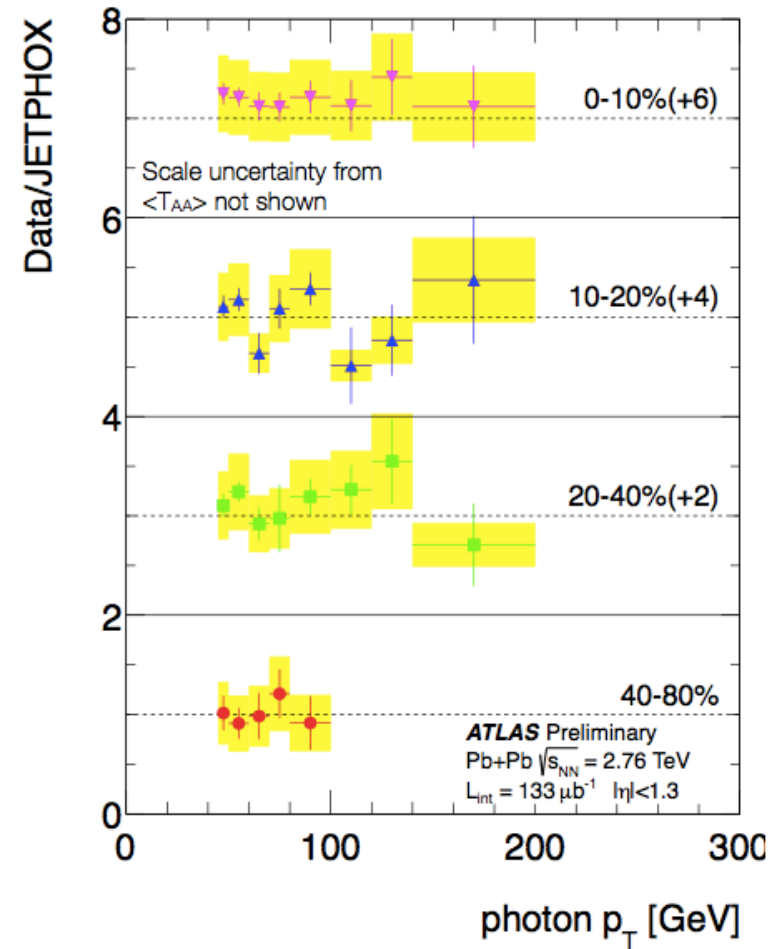 Data/JETPHOX
8
0-10%(+6)
Scale uncertainty from
<T_AA> not shown
6
10-20%(+4)
4
20-40%(+2)
2
40-80%
ATLAS Preliminary
Pb+Pb √s_NN = 2.76 TeV
L_int = 133 μb⁻¹ |η|<1.3
0
0 100 200 300
photon p_T [GeV]